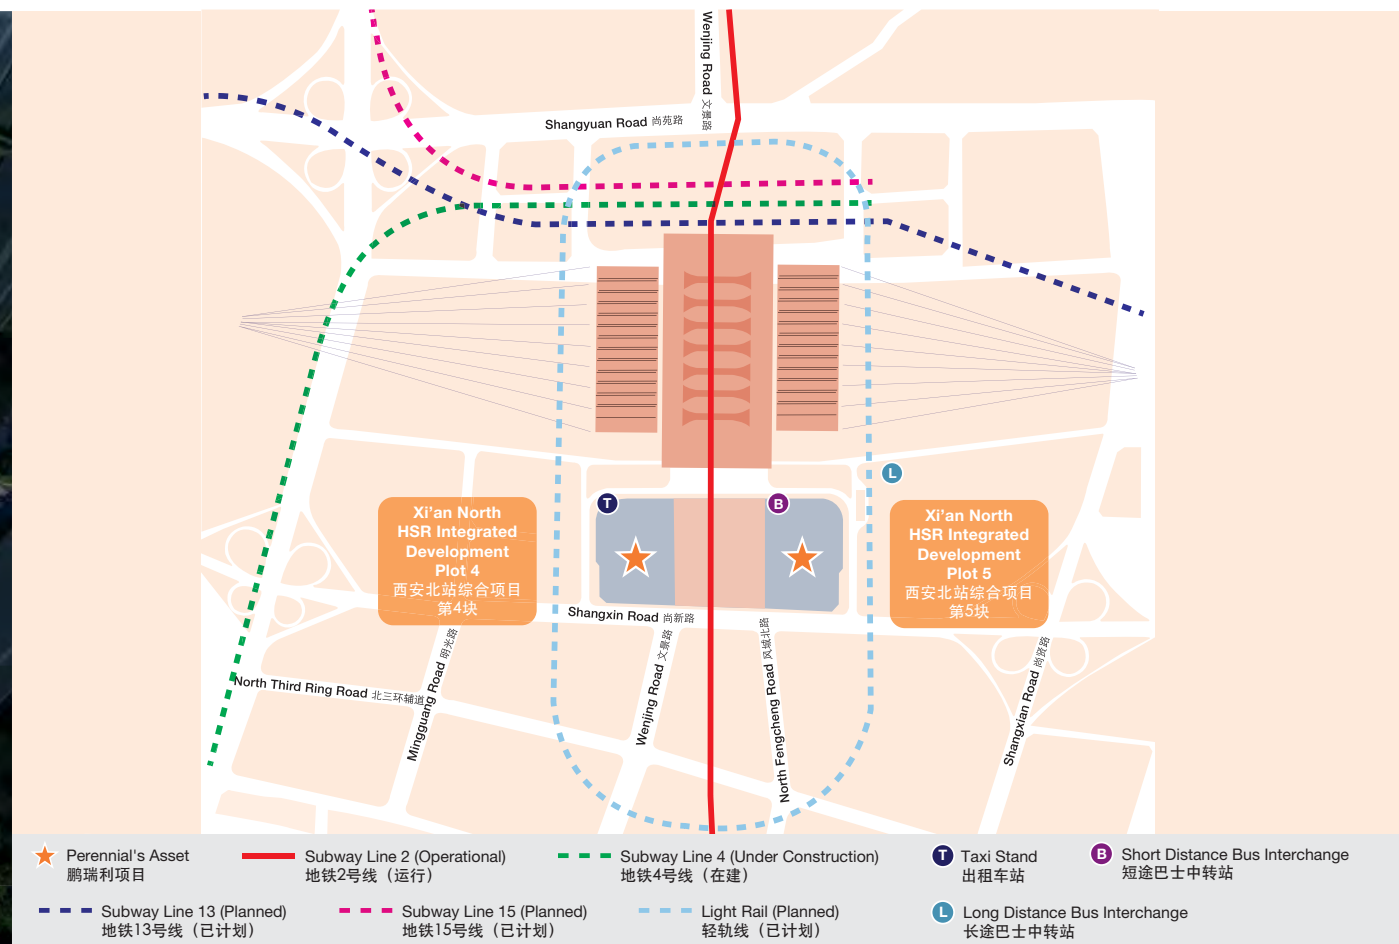 Wenjing Road 文景路
Shangyuan Road 尚苑路
L
T
B
Xi'an North
HSR Integrated
Development
Plot 4
西安北站综合项目
第4块
Xi'an North
HSR Integrated
Development
Plot 5
西安北站综合项目
第5块
Shangxin Road 尚新路
Mingguang Road 明光路
Wenjing Road 文景路
North Fengcheng Road 凤城北路
Shangxian Road 尚贤路
North Third Ring Road 北三环辅道
Perennial's Asset
鹏瑞利项目
Subway Line 2 (Operational)
地铁2号线（运行）
Subway Line 4 (Under Construction)
地铁4号线（在建）
T
Taxi Stand
出租车站
B
Short Distance Bus Interchange
短途巴士中转站
Subway Line 13 (Planned)
地铁13号线（已计划）
Subway Line 15 (Planned)
地铁15号线（已计划）
Light Rail (Planned)
轻轨线（已计划）
L
Long Distance Bus Interchange
长途巴士中转站